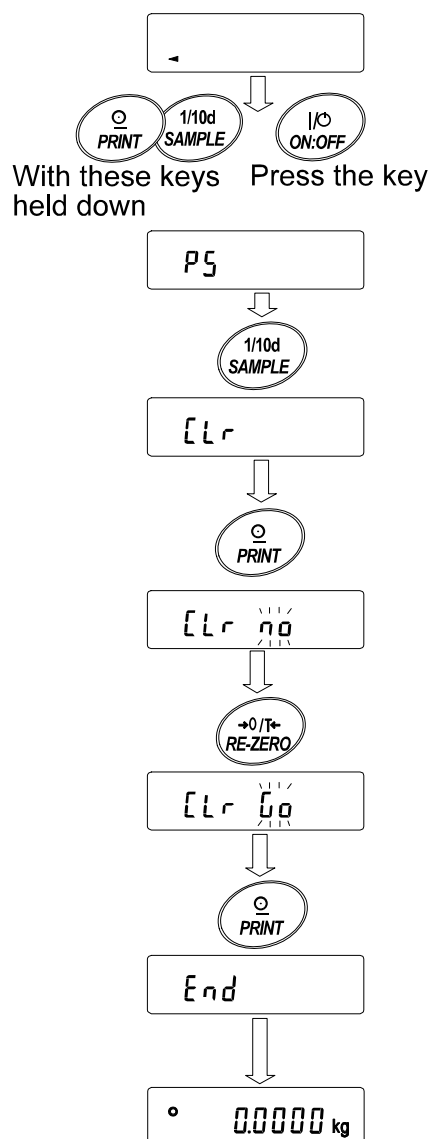 PRINT
1/10d
SAMPLE
ON:OFF
With these keys held down
Press the key
PS
1/10d
SAMPLE
CLr
PRINT
CLr no
→0/T←
RE-ZERO
CLr Go
PRINT
End
0.0000 kg